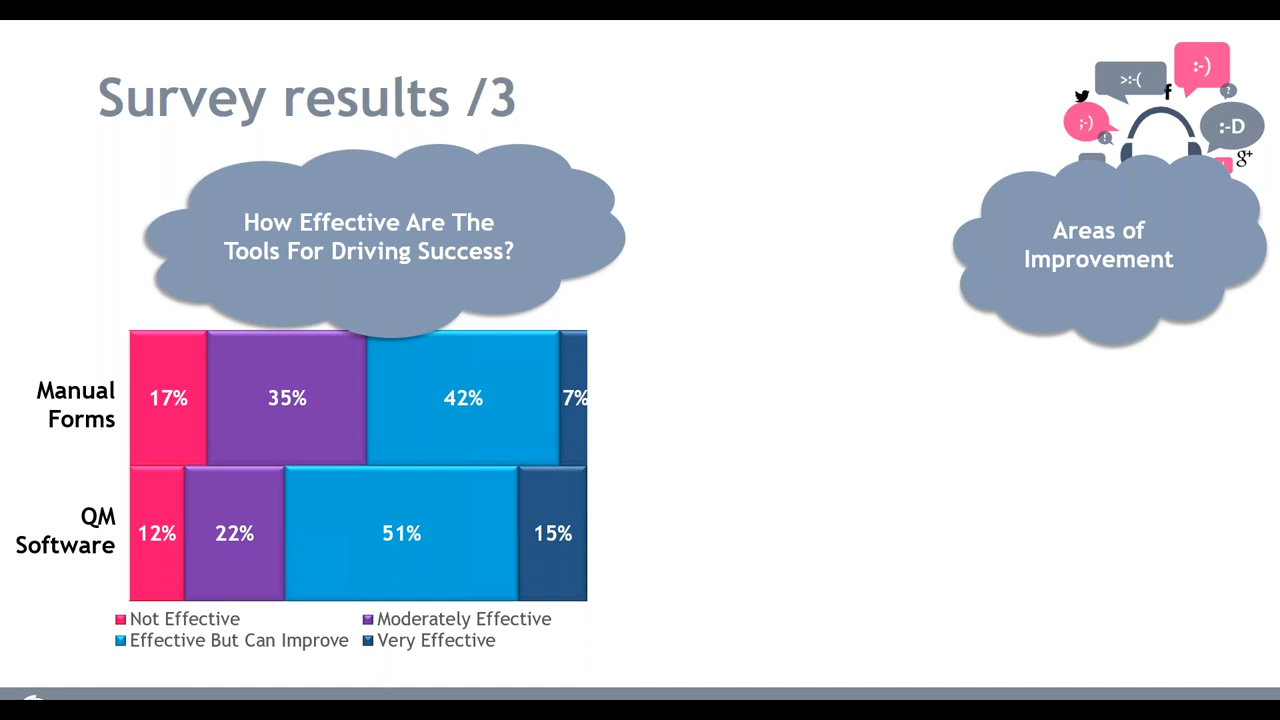 Survey results /3
>:-(
:-)
f
?
;-)
!
:-D
g+
How Effective Are The
Tools For Driving Success?
Areas of
Improvement
Manual
Forms
17%
35%
42%
7%
QM
Software
12%
22%
51%
15%
Not Effective
Moderately Effective
Effective But Can Improve
Very Effective